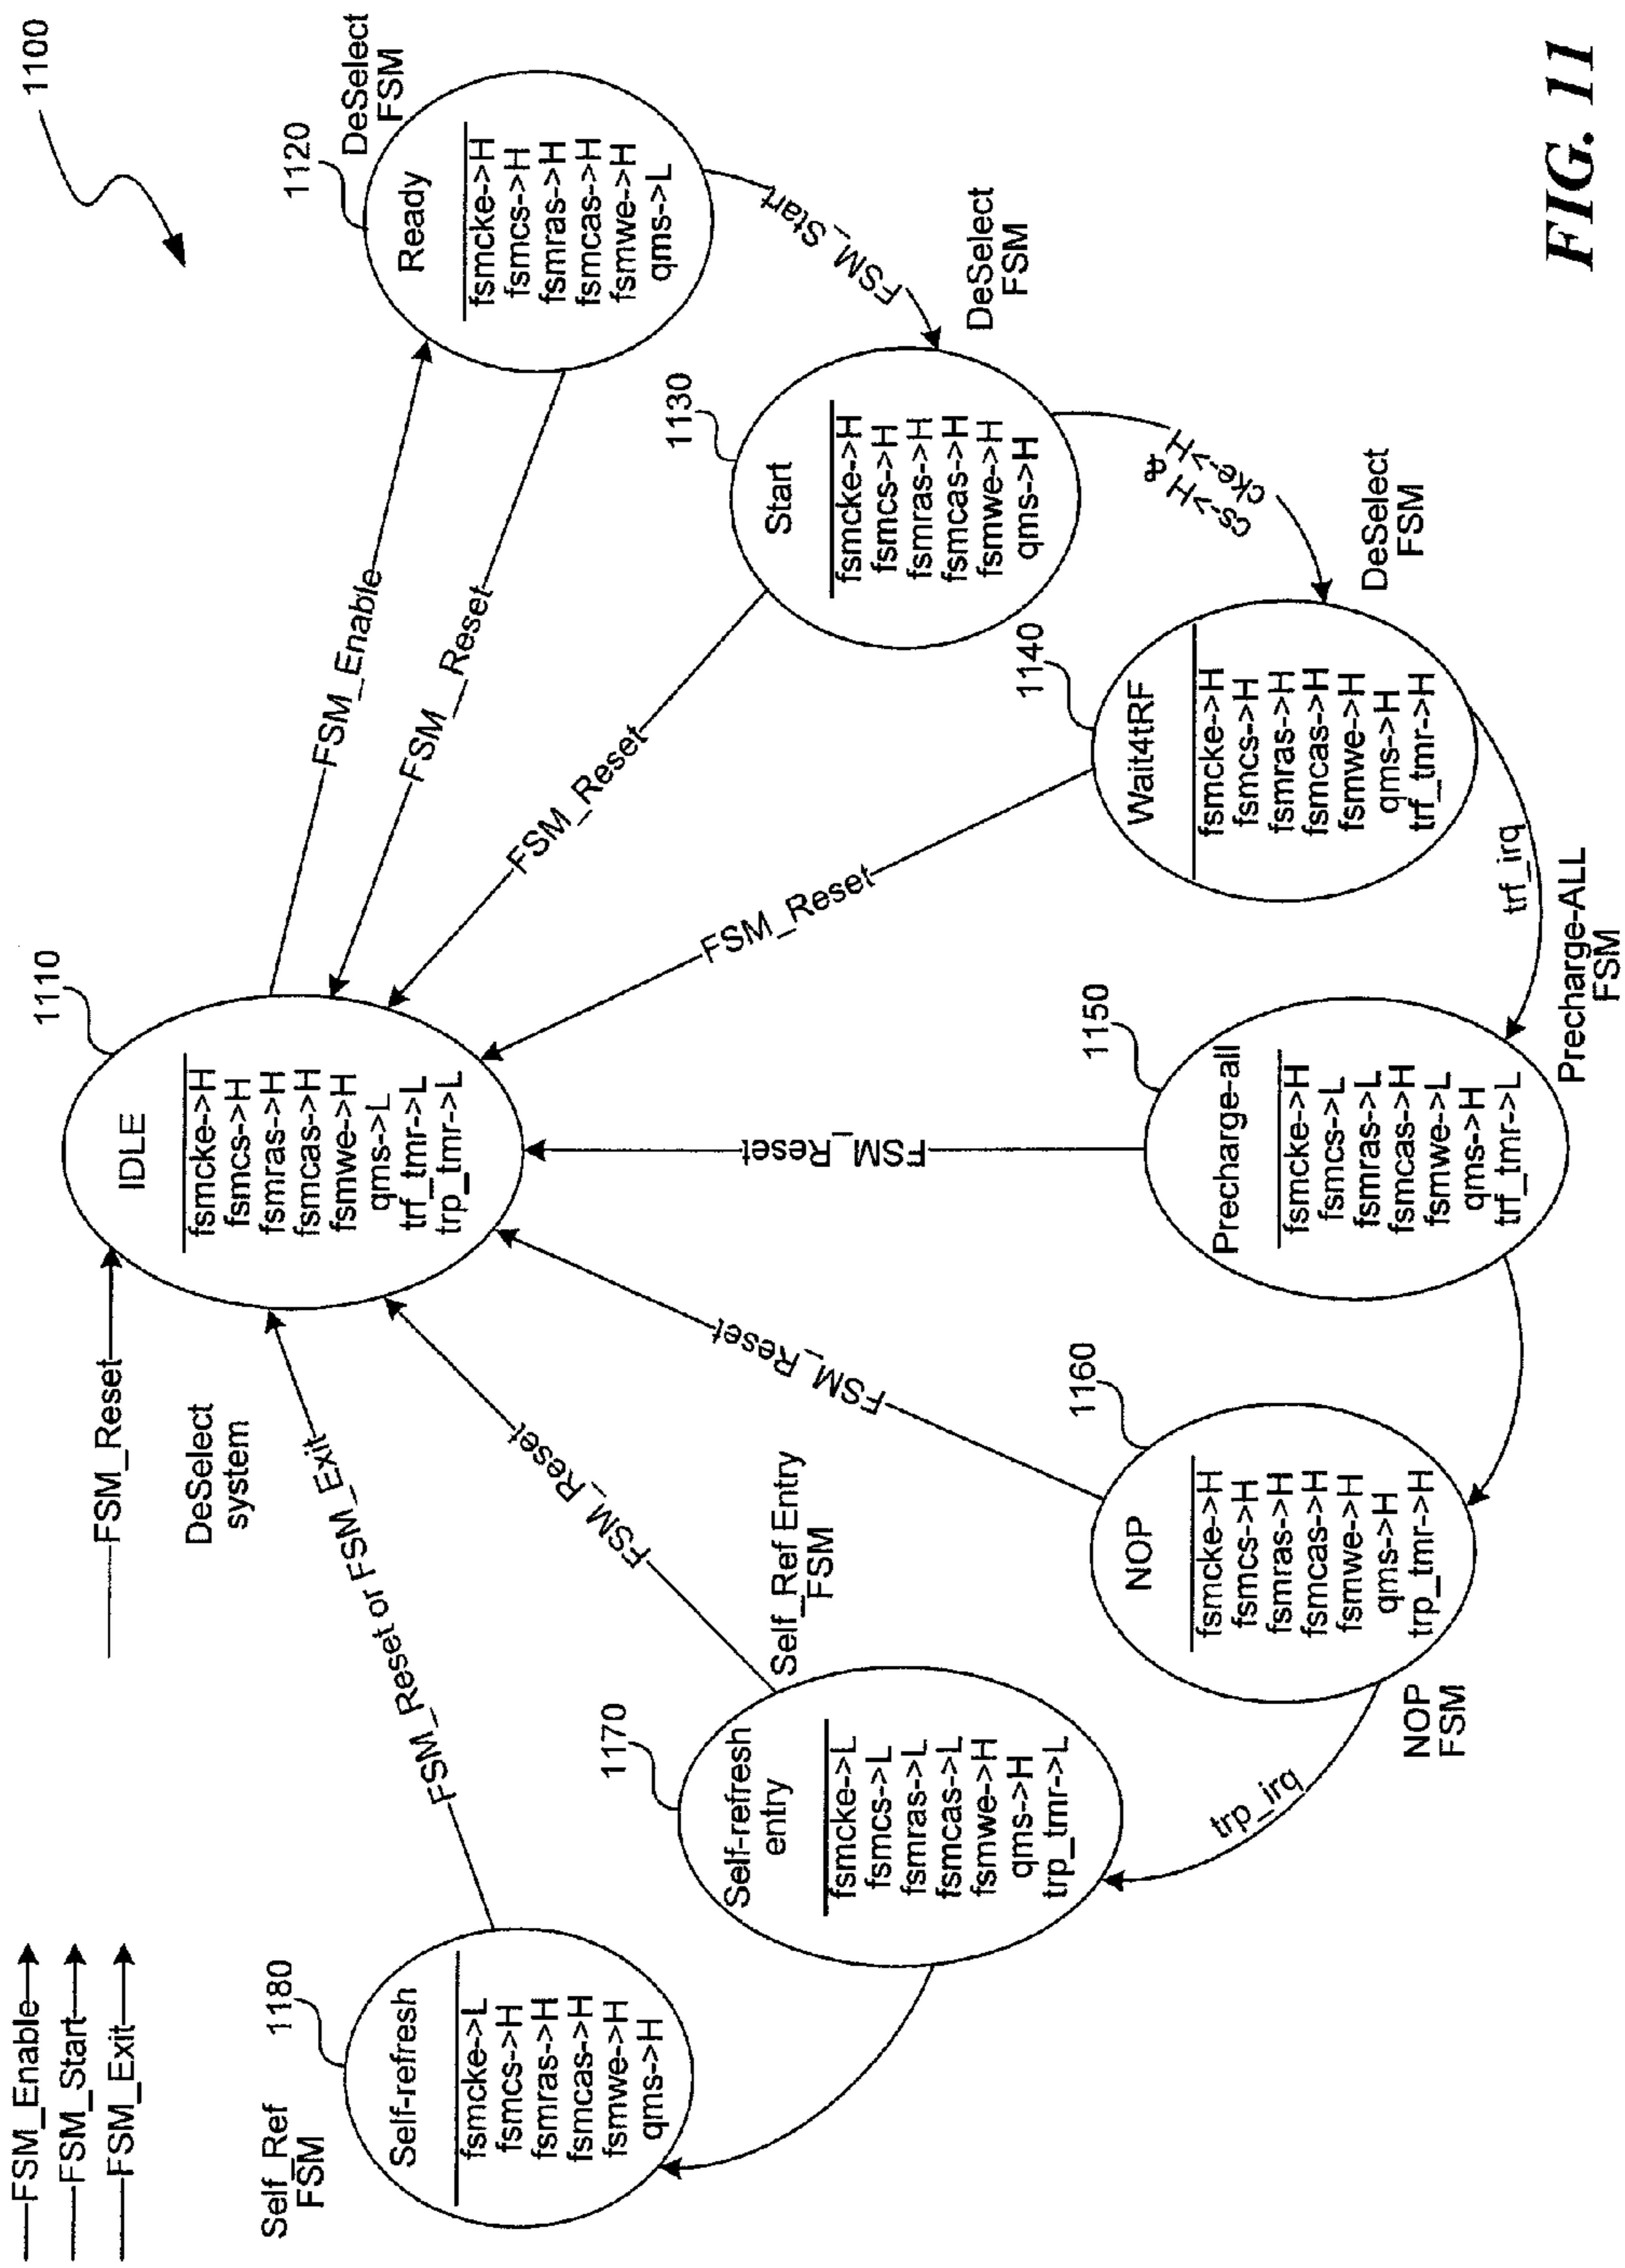 FSM_Enable
FSM_Start
FSM_Exit
1100
FSM_Reset
1110
IDLE
fsmcke->H
fsmcs->H
fsmras->H
fsmcas->H
fsmwe->H
qms->L
trf_tmr->L
trp_tmr->L
DeSelect
system
FSM_Enable
FSM_Reset
1120
DeSelect
FSM
Ready
fsmcke->H
fsmcs->H
fsmras->H
fsmcas->H
fsmwe->H
qms->L
FSM_Start
FSM_Reset
1130
DeSelect
FSM
Start
fsmcke->H
fsmcs->H
fsmras->H
fsmcas->H
fsmwe->H
qms->H
cs->H &
cke->H
FSM_Reset
1140
DeSelect
FSM
Wait4tRF
fsmcke->H
fsmcs->H
fsmras->H
fsmcas->H
fsmwe->H
qms->H
trf_tmr->H
trf_irq
FSM_Reset
1150
Precharge-ALL
FSM
Precharge-all
fsmcke->H
fsmcs->L
fsmras->L
fsmcas->H
fsmwe->L
qms->H
trf_tmr->L
FSM_Reset
1160
NOP
fsmcke->H
fsmcs->H
fsmras->H
fsmcas->H
fsmwe->H
qms->H
trp_tmr->H
NOP
FSM
trp_irq
FSM_Reset
1170
Self_Ref Entry
FSM
Self-refresh
entry
fsmcke->L
fsmcs->L
fsmras->L
fsmcas->L
fsmwe->H
qms->H
trp_tmr->L
FSM_Reset or FSM_Exit
1180
Self_Ref
FSM
Self-refresh
fsmcke->L
fsmcs->H
fsmras->H
fsmcas->H
fsmwe->H
qms->H
FIG. 11